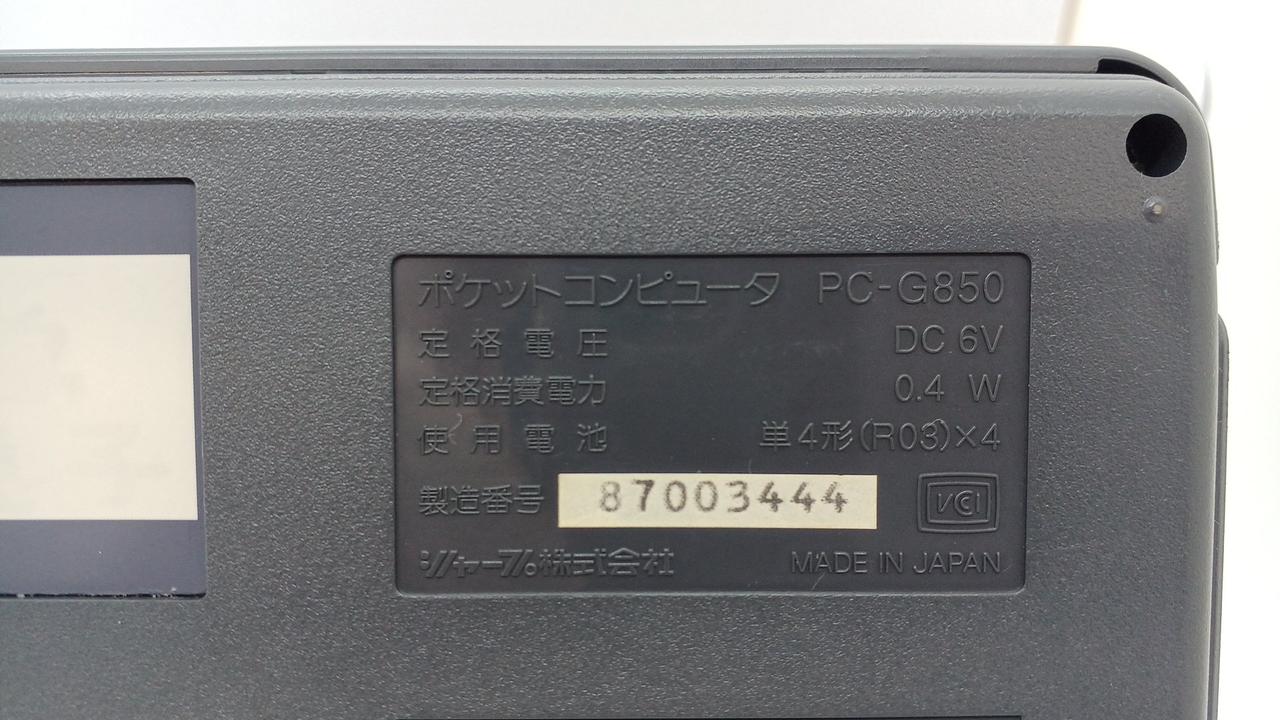 ポケットコンピュータ PC-G850
定格電圧 DC 6V
定格消費電力 0.4 W
使用電池 単4形(R03)×4
製造番号 87003444 VCI
シャープ株式会社 MADE IN JAPAN